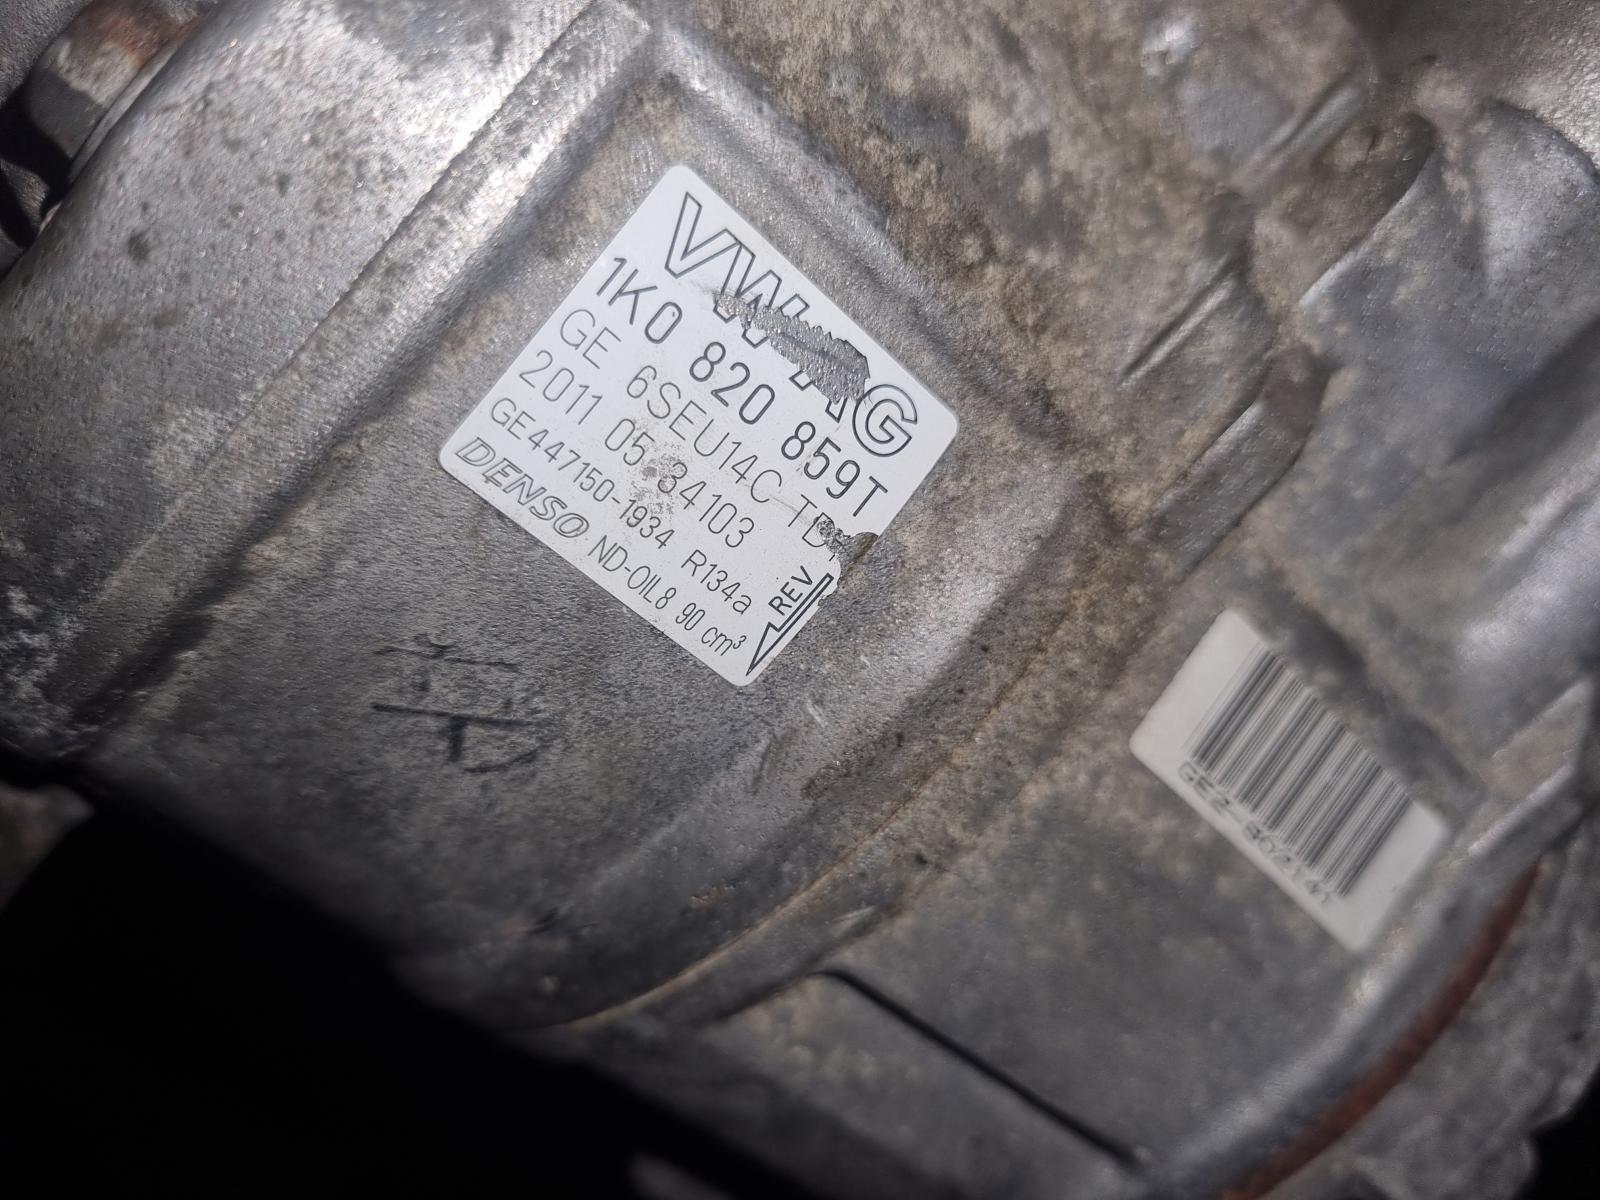 VW AG
1K0 820 859T
GE 6SEU14C
2011 05 34103
GE447150-1934 R134a
DENSO ND-OIL8 90 cm³
REV